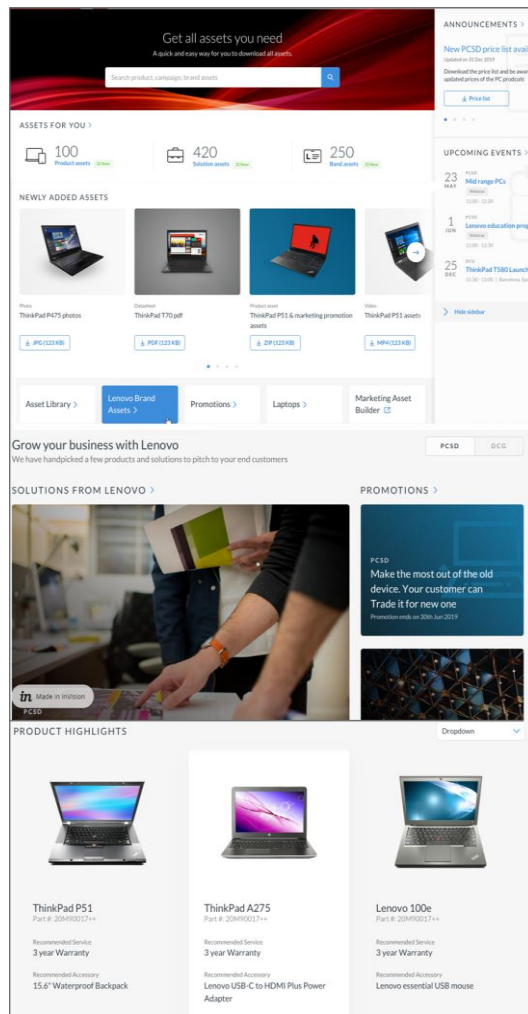 Get all assets you need
A quick and easy way for you to download all assets.
Search product, campaign, brand assets
ASSETS FOR YOU >
100
Product assets
420
Solution assets
250
Band assets
NEWLY ADDED ASSETS
Photo
ThinkPad P475 photos
JPG (123 KB)
Datasheet
ThinkPad T70 pdf
PDF (123 KB)
Product asset
ThinkPad P51 & marketing promotion
assets
ZIP (123 KB)
Video
ThinkPad P51 assets
MP4 (123 KB)
Asset Library >
Lenovo Brand
Assets >
Promotions >
Laptops >
Marketing Asset
Builder
ANNOUNCEMENTS >
New PCSD price list avai
Updated on 31 Dec 2019
Download the price list and be awar
updated prices of the PC prodcuts
Price list
UPCOMING EVENTS >
23
MAY
PCSD
Mid range PCs
Webinar
11:00 - 12:30
1
JUN
PCSD
Lenovo education prog
Webinar
11:00 - 12:30
25
DEC
DCG
ThinkPad T580 Launch
> Hide sidebar
Grow your business with Lenovo
We have handpicked a few products and solutions to pitch to your end customers
PCSD
DCG
SOLUTIONS FROM LENOVO >
in Made in InVision
PCSD
PROMOTIONS >
PCSD
Make the most out of the old
device. Your customer can
Trade it for new one
Promotion ends on 30th Jun 2019
PRODUCT HIGHLIGHTS
Dropdown
ThinkPad P51
Part #: 20M90017++
Recommended Service
3 year Warranty
Recommended Accessory
15.6" Waterproof Backpack
ThinkPad A275
Part #: 20M90017++
Recommended Service
3 year Warranty
Recommended Accessory
Lenovo USB-C to HDMI Plus Power
Adapter
Lenovo 100e
Part #: 20M90017++
Recommended Service
3 year Warranty
Recommended Accessory
Lenovo essential USB mouse